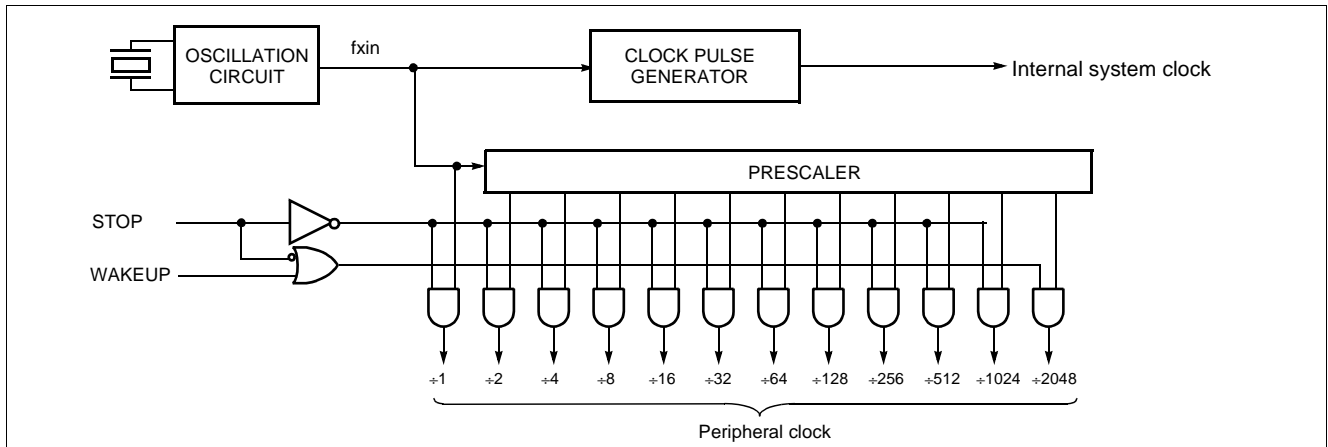 OSCILLATION
CIRCUIT
fxin
CLOCK PULSE
GENERATOR
Internal system clock
PRESCALER
STOP
WAKEUP
÷1 ÷2 ÷4 ÷8 ÷16 ÷32 ÷64 ÷128 ÷256 ÷512 ÷1024 ÷2048
Peripheral clock